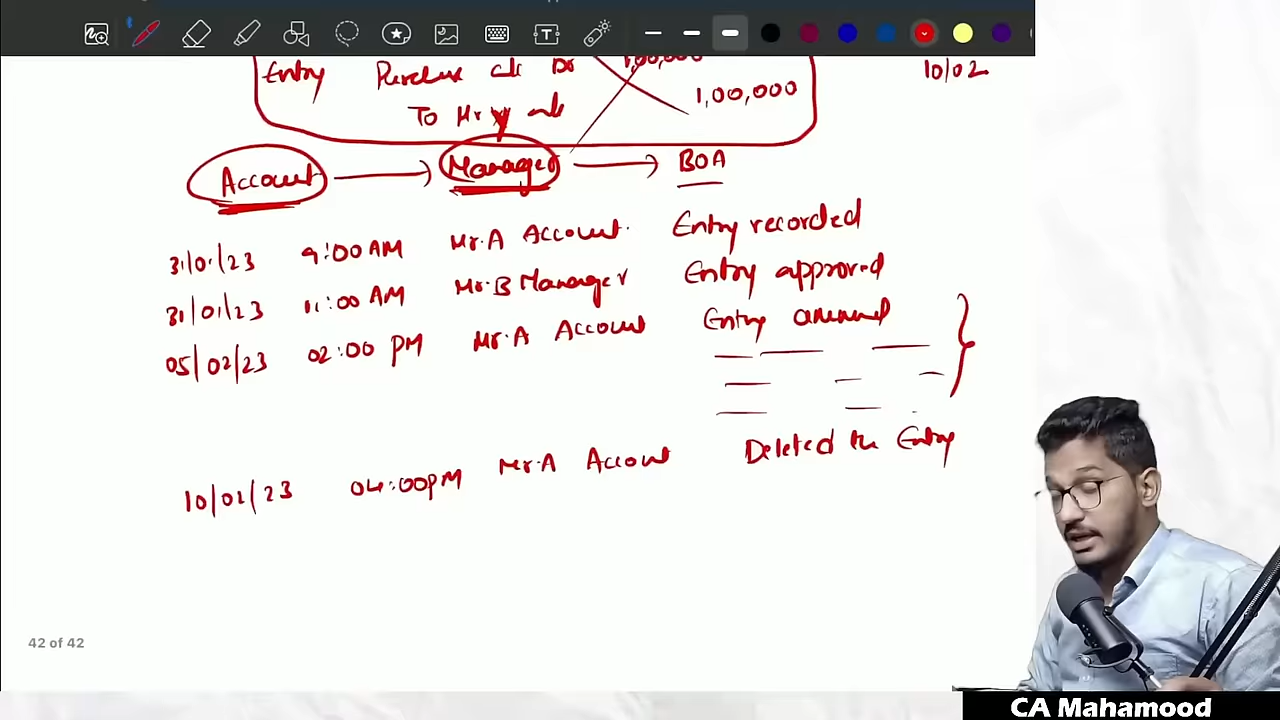 Entry Purchase a/c Dr 1,00,000
10/02
To Mr y a/c 1,00,000
Account → Manager → BOA
31/01/23 9:00 AM Mr.A Account. Entry recorded
31/01/23 11:00 AM Mr.B Manager Entry approved
05/02/23 02:00 PM Mr.A Account Entry
10/02/23 04:00PM Mr.A Account Deleted the Entry
42 of 42
CA Mahamood